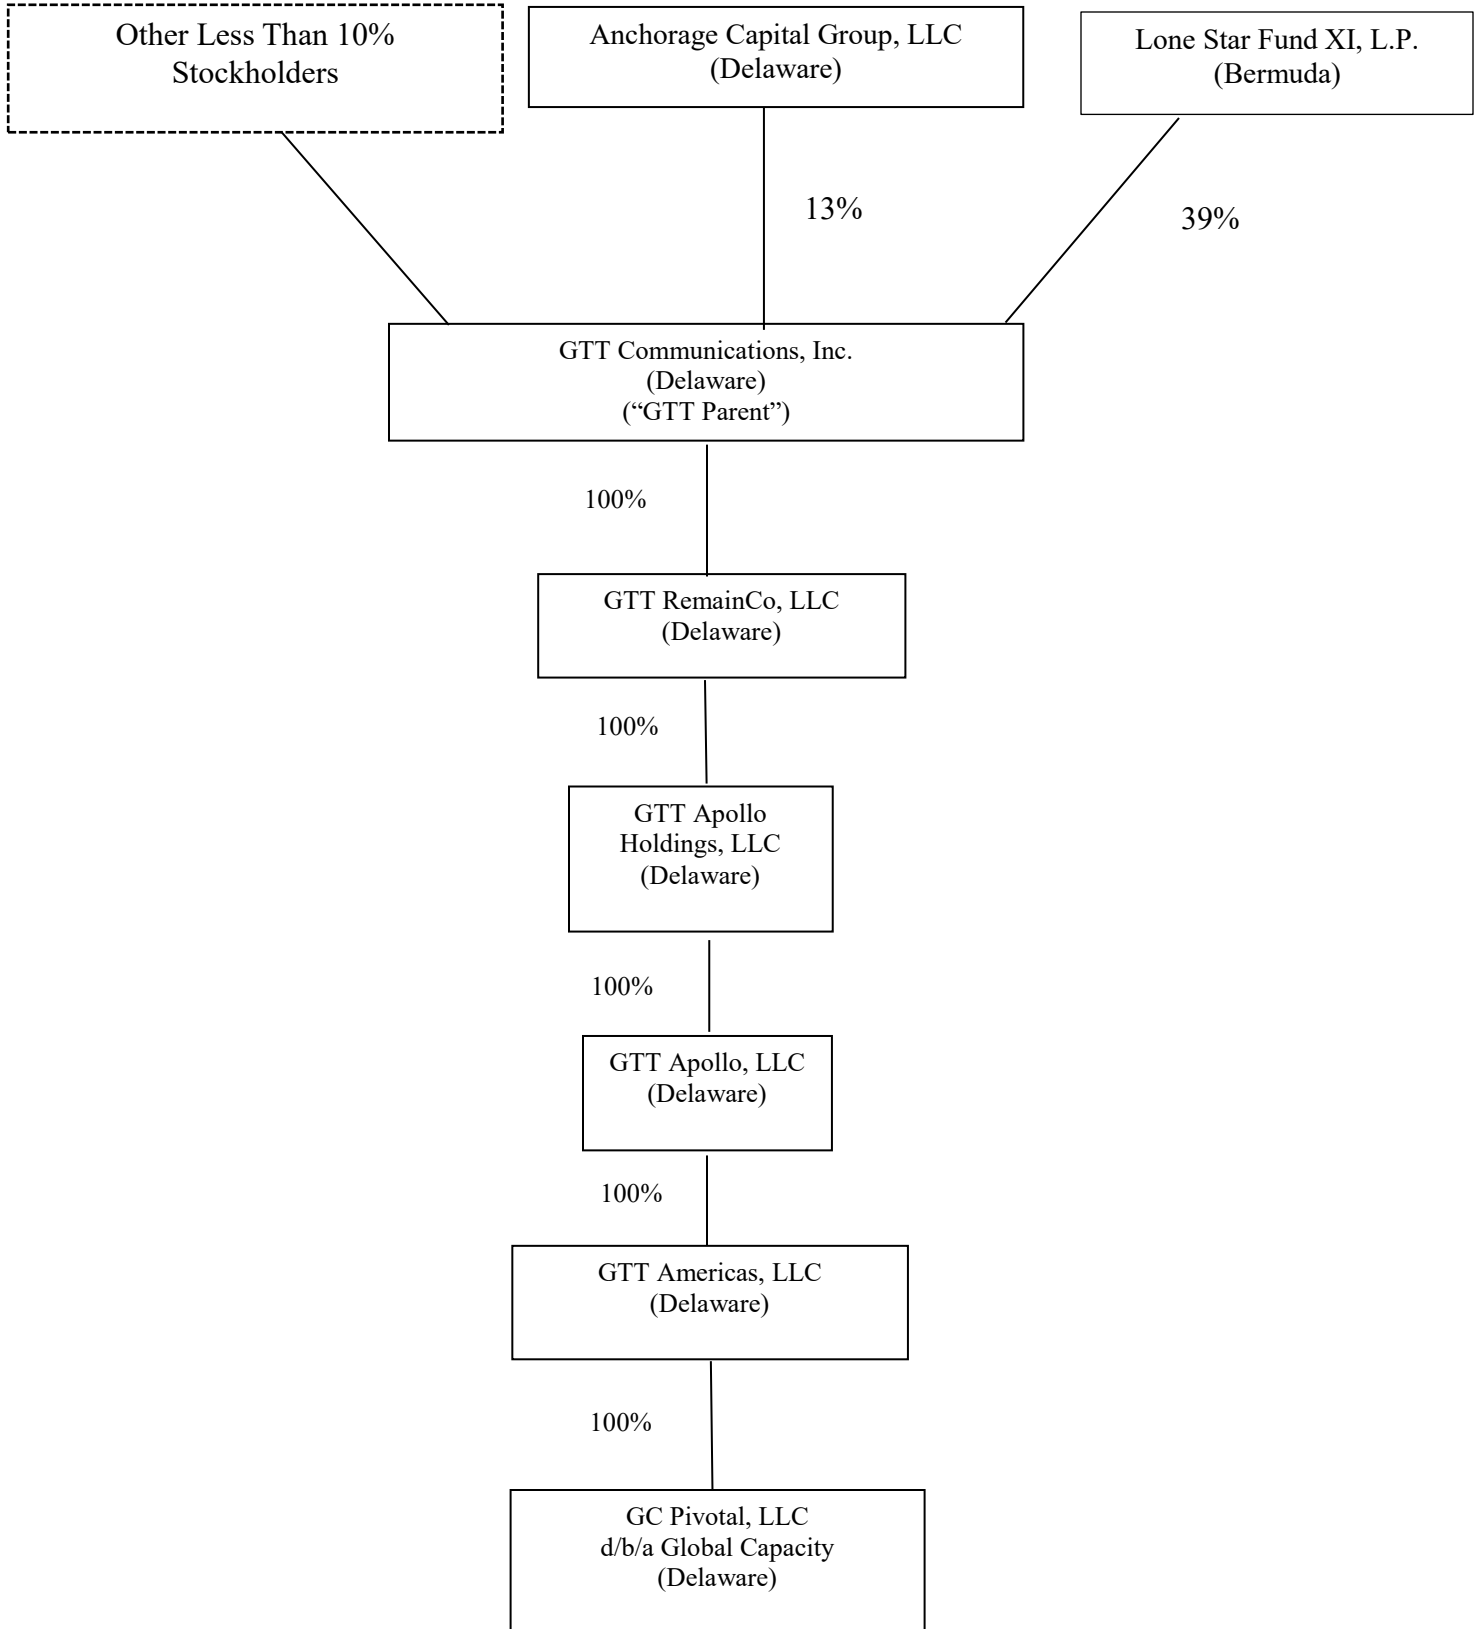 Other Less Than 10%
Stockholders
Anchorage Capital Group, LLC
(Delaware)
Lone Star Fund XI, L.P.
(Bermuda)
13%
39%
GTT Communications, Inc.
(Delaware)
(“GTT Parent”)
100%
GTT RemainCo, LLC
(Delaware)
100%
GTT Apollo
Holdings, LLC
(Delaware)
100%
GTT Apollo, LLC
(Delaware)
100%
GTT Americas, LLC
(Delaware)
100%
GC Pivotal, LLC
d/b/a Global Capacity
(Delaware)